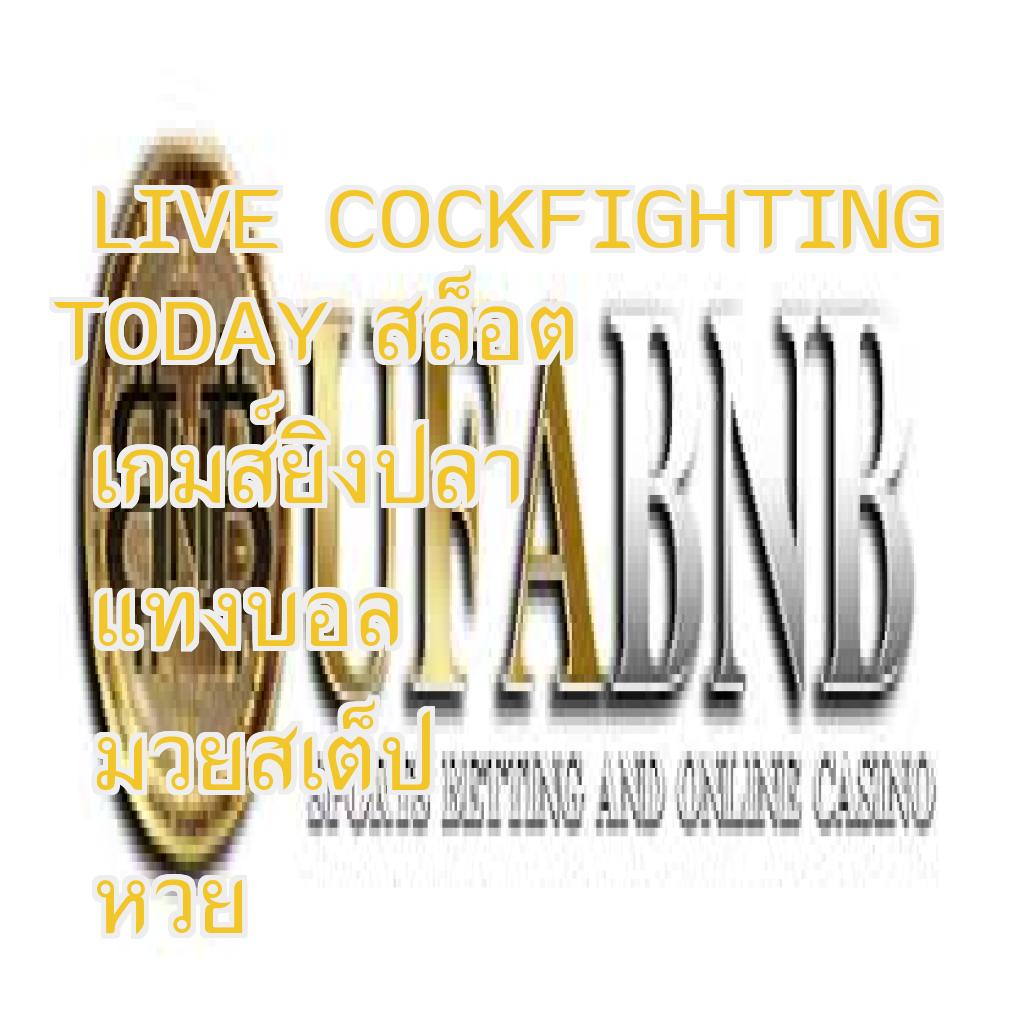 LIVE COCKFIGHTING
TODAY สล็อต
เกมส์ยิงปลา
แทงบอล
มวยสเต็ป
หวย
UFABNB
SPORTS BETTING AND ONLINE CASINO
BNB